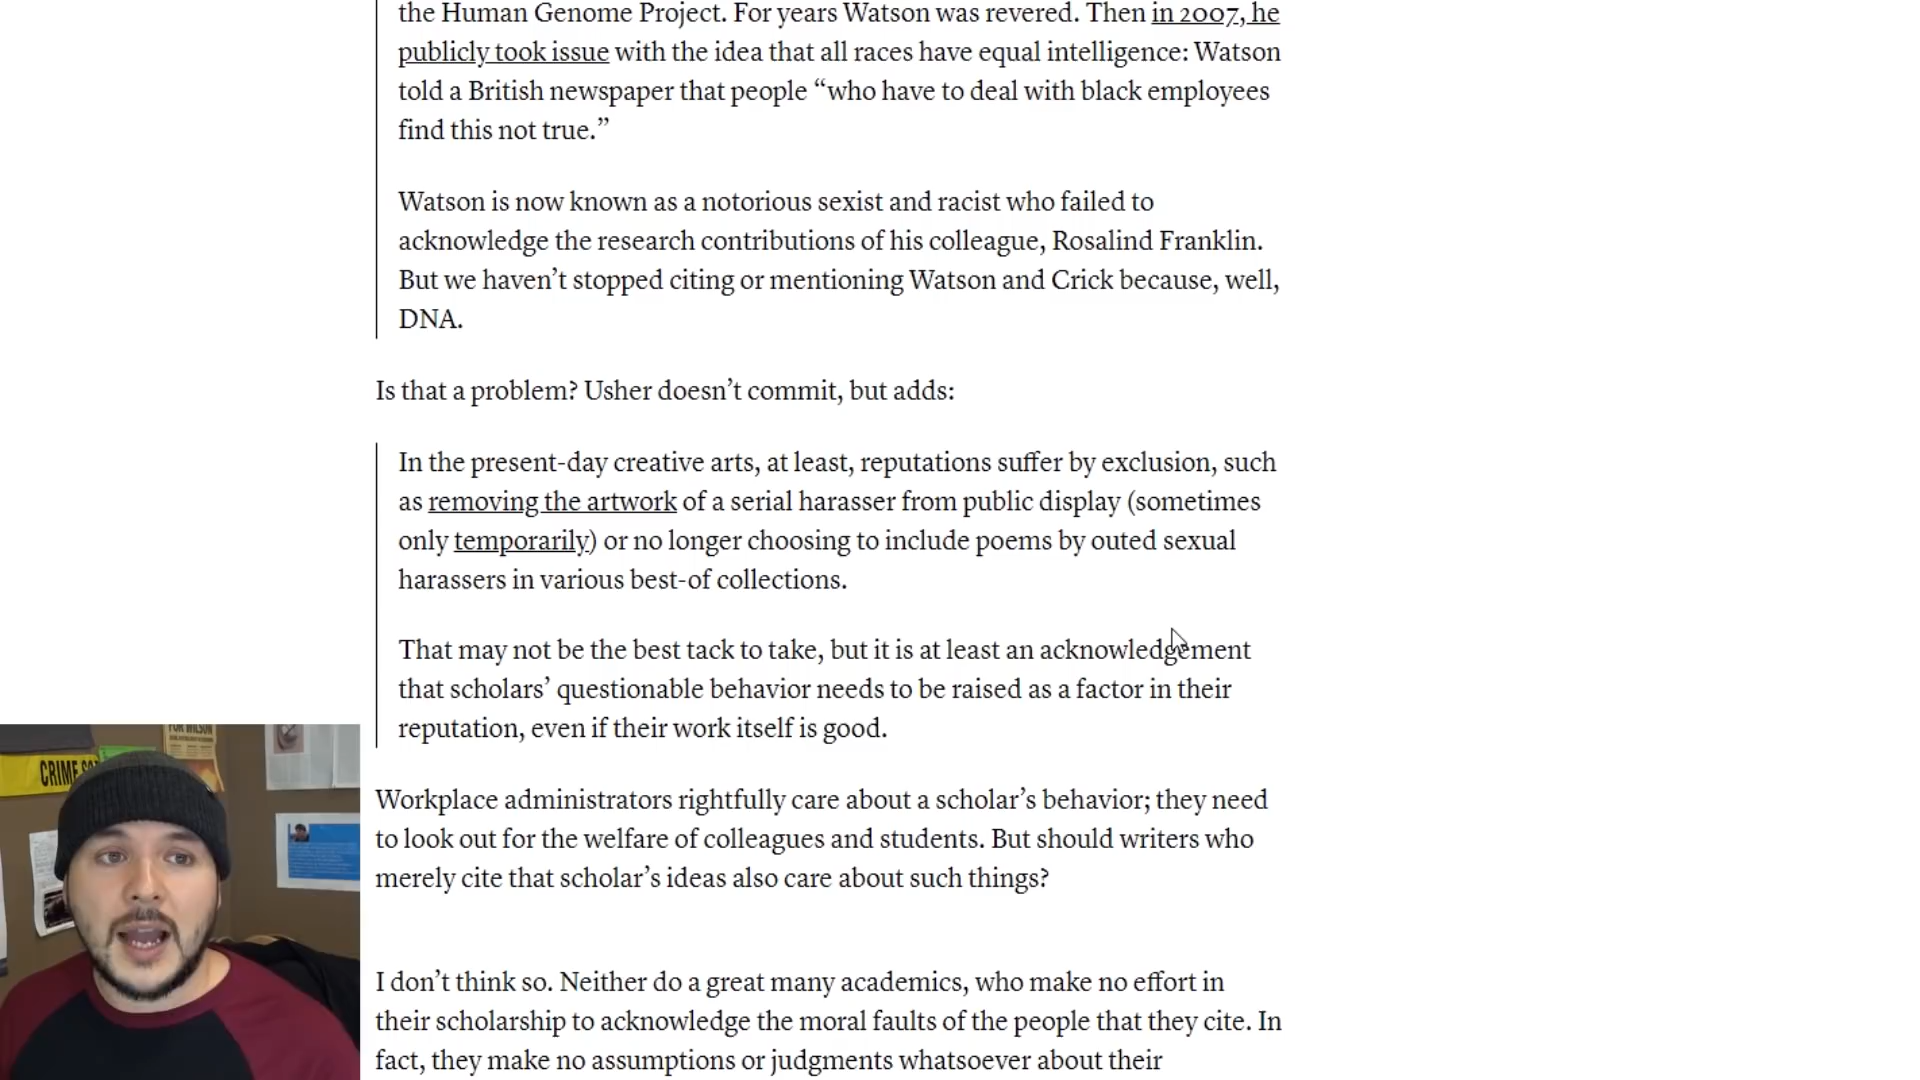 the Human Genome Project. For years Watson was revered. Then in 2007, he
publicly took issue with the idea that all races have equal intelligence: Watson
told a British newspaper that people “who have to deal with black employees
find this not true.”
Watson is now known as a notorious sexist and racist who failed to
acknowledge the research contributions of his colleague, Rosalind Franklin.
But we haven’t stopped citing or mentioning Watson and Crick because, well,
DNA.
Is that a problem? Usher doesn’t commit, but adds:
In the present-day creative arts, at least, reputations suffer by exclusion, such
as removing the artwork of a serial harasser from public display (sometimes
only temporarily) or no longer choosing to include poems by outed sexual
harassers in various best-of collections.
That may not be the best tack to take, but it is at least an acknowledgement
that scholars’ questionable behavior needs to be raised as a factor in their
reputation, even if their work itself is good.
Workplace administrators rightfully care about a scholar’s behavior; they need
to look out for the welfare of colleagues and students. But should writers who
merely cite that scholar’s ideas also care about such things?
I don’t think so. Neither do a great many academics, who make no effort in
their scholarship to acknowledge the moral faults of the people that they cite. In
fact, they make no assumptions or judgments whatsoever about their
CRIME